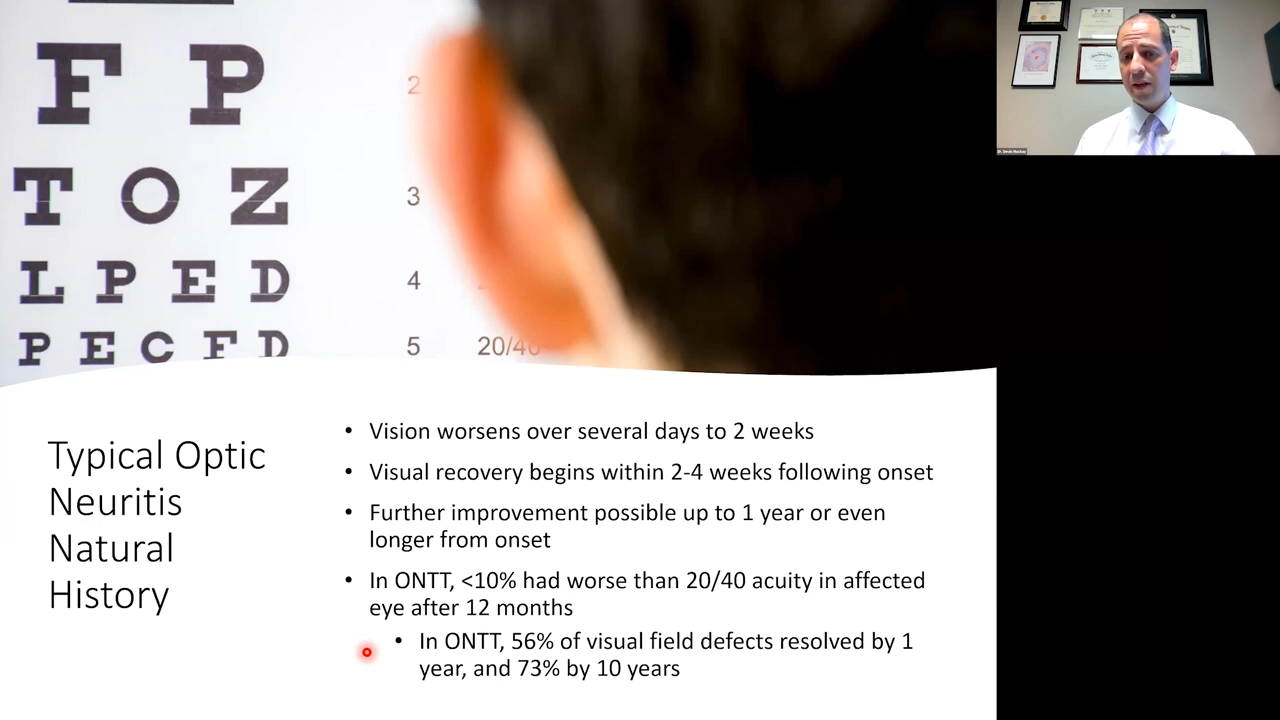 F P
2
T O Z
3
L P E D
4
P E C F D
5
20/40
Typical Optic
Neuritis
Natural
History
• Vision worsens over several days to 2 weeks
• Visual recovery begins within 2-4 weeks following onset
• Further improvement possible up to 1 year or even
longer from onset
• In ONTT, <10% had worse than 20/40 acuity in affected
eye after 12 months
• In ONTT, 56% of visual field defects resolved by 1
year, and 73% by 10 years
Dr. Devin Mackay